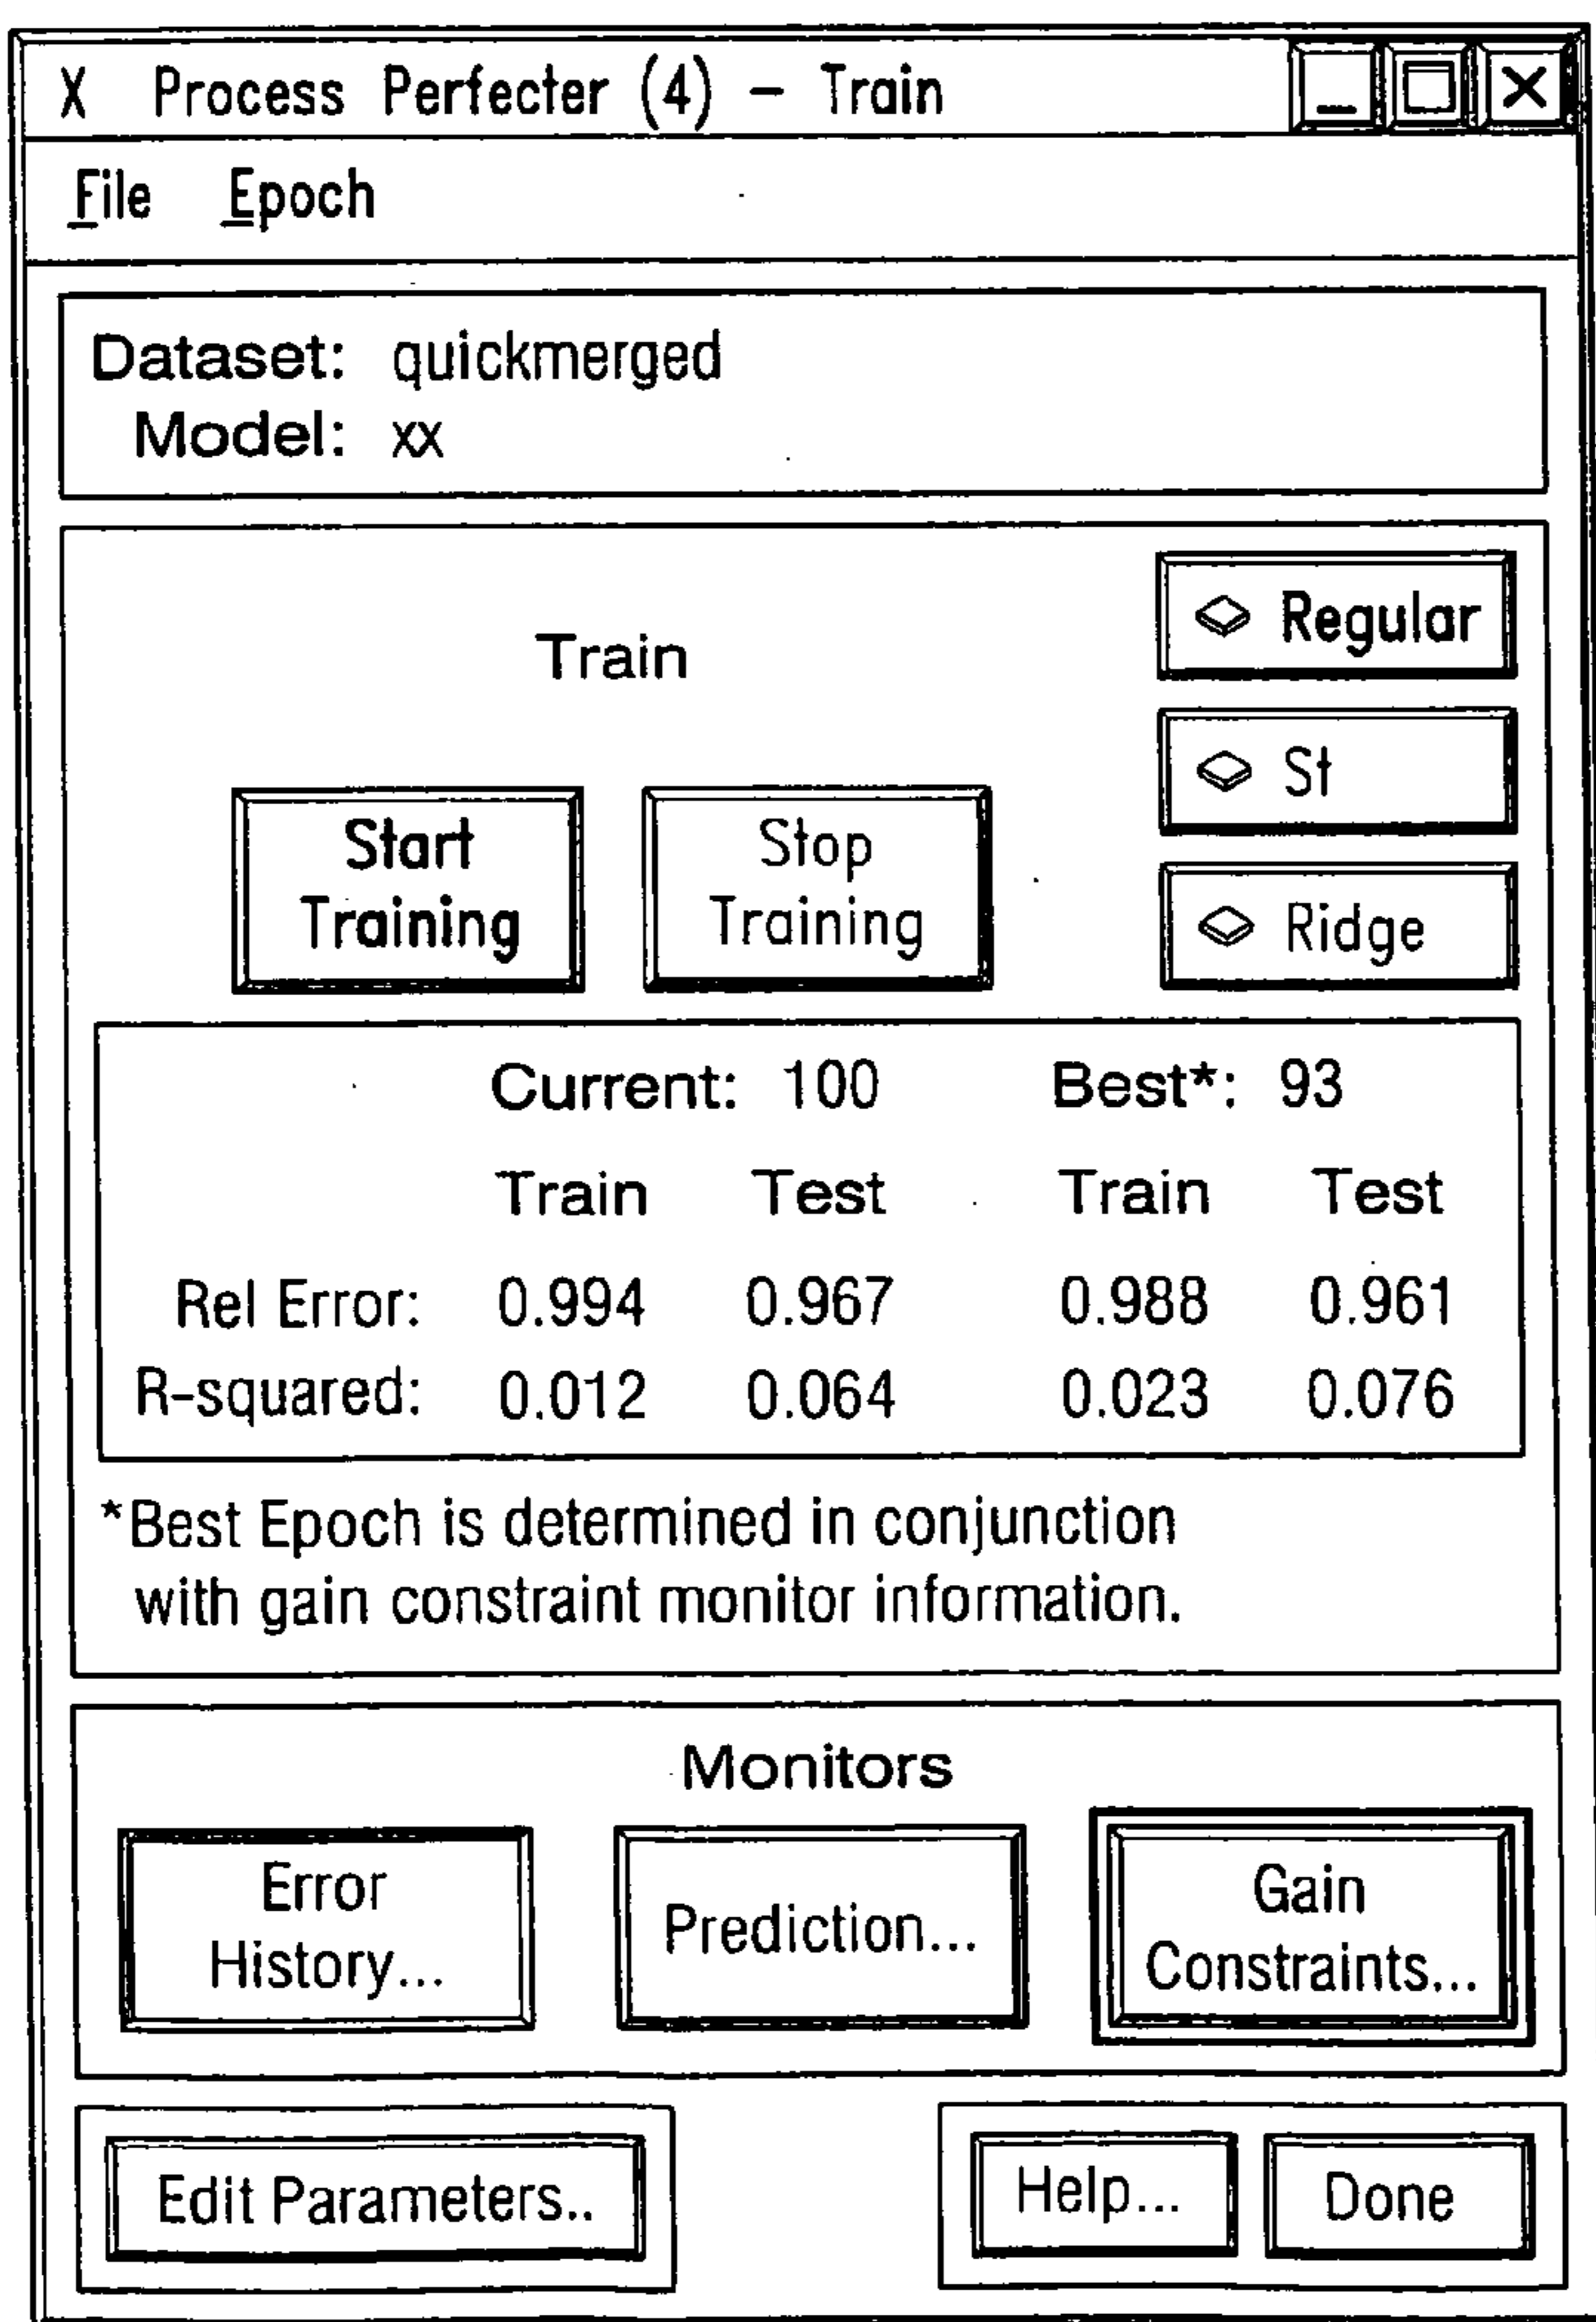 X Process Perfecter (4) – Train
File Epoch
Dataset: quickmerged
Model: xx
Train
Regular
St
Ridge
Start
Training
Stop
Training
Current: 100 Best*: 93
Train Test Train Test
Rel Error: 0.994 0.967 0.988 0.961
R-squared: 0.012 0.064 0.023 0.076
*Best Epoch is determined in conjunction
with gain constraint monitor information.
Monitors
Error
History...
Prediction...
Gain
Constraints...
Edit Parameters..
Help...
Done